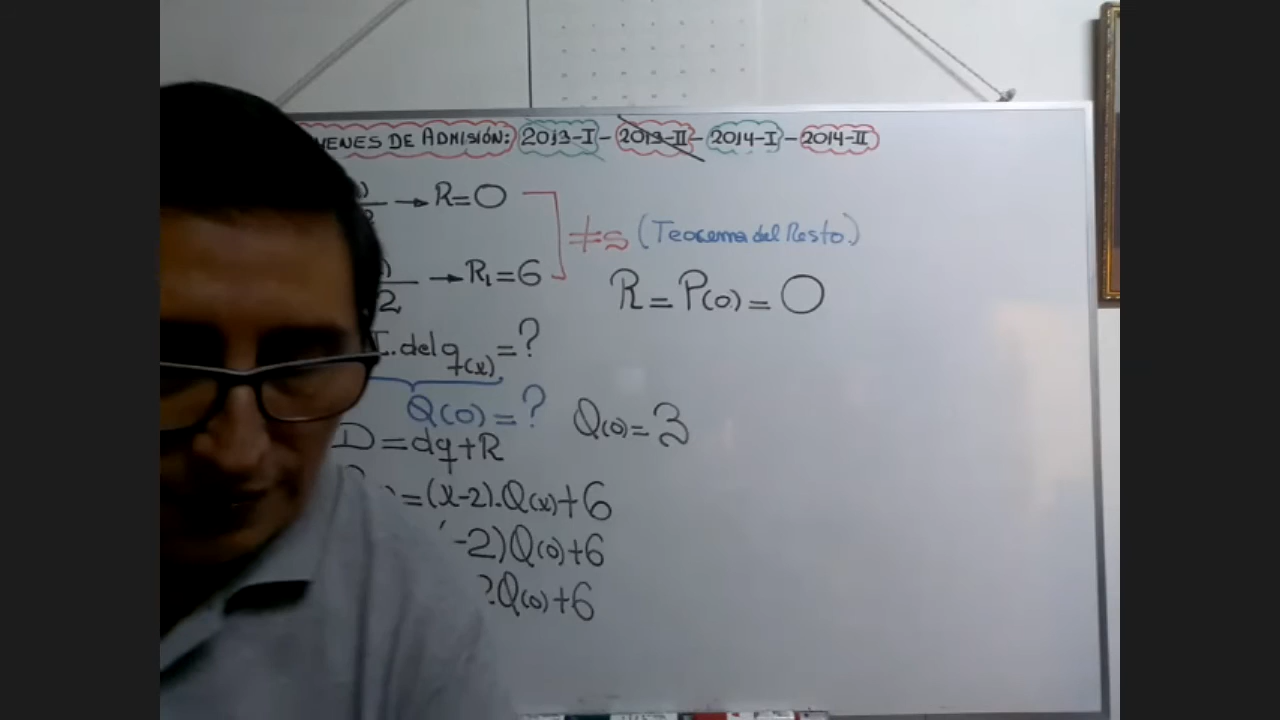 DE ADMISIÓN: 2013-I - 2013-II - 2014-I - 2014-II
→ R=0
≠s (Teorema del Resto.)
2 → R₁=6
R = P(0) = 0
I. del q(x) = ?
Q(0) = ?
Q(0) = 3
D = dq+R
=(x-2).Q(x)+6
-2)Q(0)+6
Q(0)+6